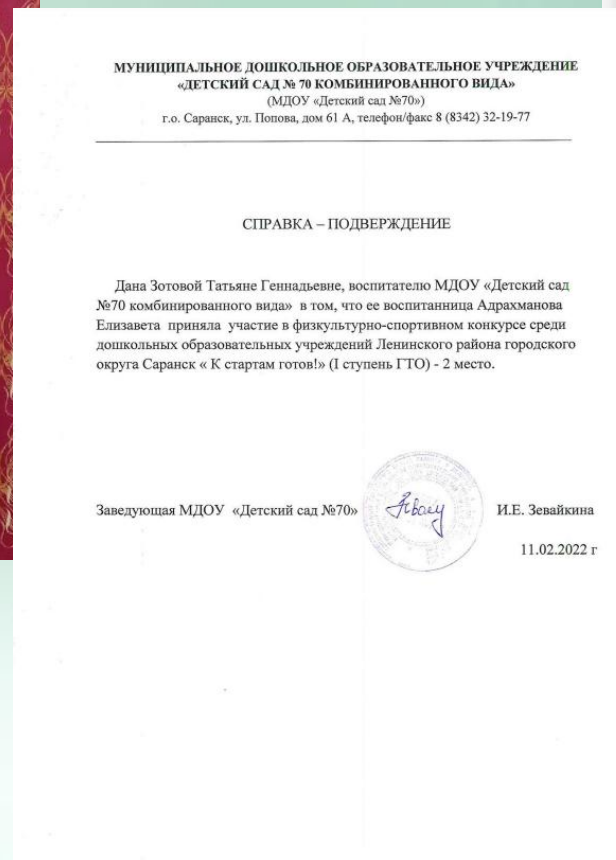 МУНИЦИПАЛЬНОЕ ДОШКОЛЬНОЕ ОБРАЗОВАТЕЛЬНОЕ УЧРЕЖДЕНИЕ
«ДЕТСКИЙ САД № 70 КОМБИНИРОВАННОГО ВИДА»
(МДОУ «Детский сад №70»)
г.о. Саранск, ул. Попова, дом 61 А, телефон/факс 8 (8342) 32-19-77
СПРАВКА – ПОДВЕРЖДЕНИЕ
Дана Зотовой Татьяне Геннадьевне, воспитателю МДОУ «Детский сад
№70 комбинированного вида» в том, что ее воспитанница Адрахманова
Елизавета приняла участие в физкультурно-спортивном конкурсе среди
дошкольных образовательных учреждений Ленинского района городского
округа Саранск « К стартам готов!» (I ступень ГТО) - 2 место.
Заведующая МДОУ «Детский сад №70» И.Е. Зевайкина
11.02.2022 г